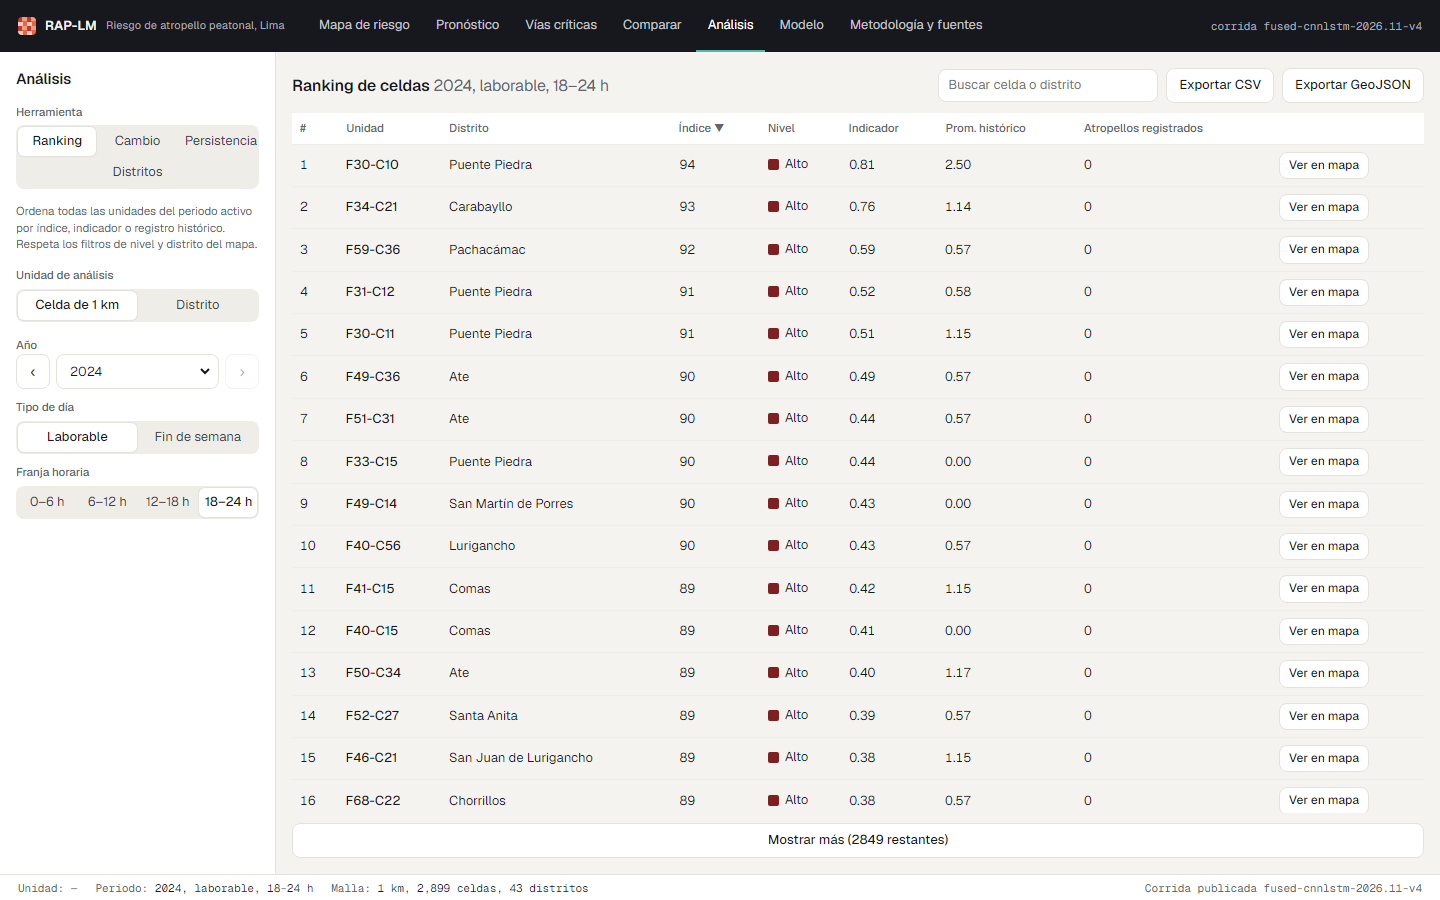 RAP-LM Riesgo de atropello peatonal, Lima Mapa de riesgo Pronóstico Vías críticas Comparar Análisis Modelo Metodología y fuentes corrida fused-cnnlstm-2026.11-v4
Análisis
Herramienta
Ranking Cambio Persistencia
Distritos
Ordena todas las unidades del periodo activo
por índice, indicador o registro histórico.
Respeta los filtros de nivel y distrito del mapa.
Unidad de análisis
Celda de 1 km Distrito
Año
‹ 2024 ›
Tipo de día
Laborable Fin de semana
Franja horaria
0–6 h 6–12 h 12–18 h 18–24 h
Ranking de celdas 2024, laborable, 18–24 h Buscar celda o distrito Exportar CSV Exportar GeoJSON
# Unidad Distrito Índice ▼ Nivel Indicador Prom. histórico Atropellos registrados
1 F30-C10 Puente Piedra 94 Alto 0.81 2.50 0 Ver en mapa
2 F34-C21 Carabayllo 93 Alto 0.76 1.14 0 Ver en mapa
3 F59-C36 Pachacámac 92 Alto 0.59 0.57 0 Ver en mapa
4 F31-C12 Puente Piedra 91 Alto 0.52 0.58 0 Ver en mapa
5 F30-C11 Puente Piedra 91 Alto 0.51 1.15 0 Ver en mapa
6 F49-C36 Ate 90 Alto 0.49 0.57 0 Ver en mapa
7 F51-C31 Ate 90 Alto 0.44 0.57 0 Ver en mapa
8 F33-C15 Puente Piedra 90 Alto 0.44 0.00 0 Ver en mapa
9 F49-C14 San Martín de Porres 90 Alto 0.43 0.00 0 Ver en mapa
10 F40-C56 Lurigancho 90 Alto 0.43 0.57 0 Ver en mapa
11 F41-C15 Comas 89 Alto 0.42 1.15 0 Ver en mapa
12 F40-C15 Comas 89 Alto 0.41 0.00 0 Ver en mapa
13 F50-C34 Ate 89 Alto 0.40 1.17 0 Ver en mapa
14 F52-C27 Santa Anita 89 Alto 0.39 0.57 0 Ver en mapa
15 F46-C21 San Juan de Lurigancho 89 Alto 0.38 1.15 0 Ver en mapa
16 F68-C22 Chorrillos 89 Alto 0.38 0.57 0 Ver en mapa
Mostrar más (2849 restantes)
Unidad: — Periodo: 2024, laborable, 18-24 h Malla: 1 km, 2,899 celdas, 43 distritos Corrida publicada fused-cnnlstm-2026.11-v4